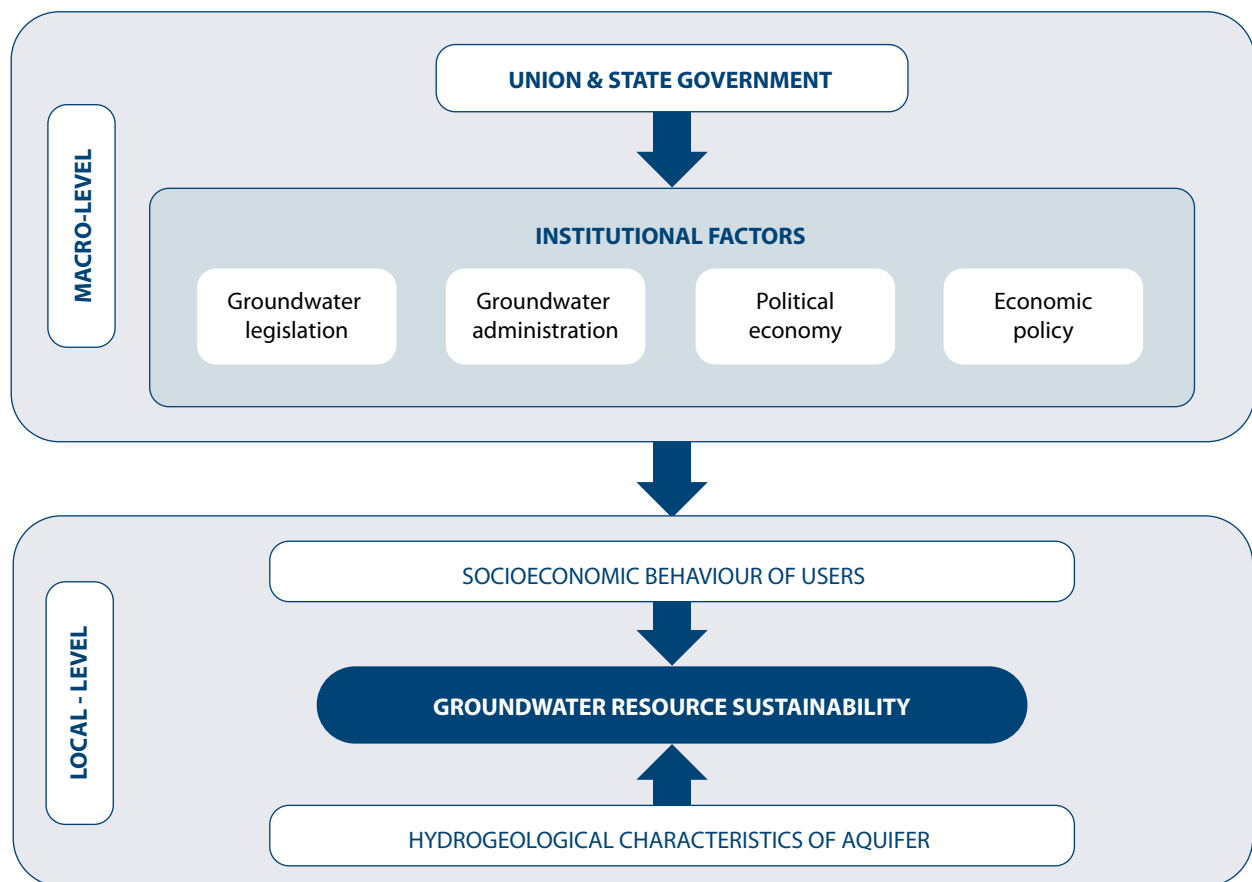 UNION & STATE GOVERNMENT
MACRO-LEVEL
INSTITUTIONAL FACTORS
Groundwater
legislation
Groundwater
administration
Political
economy
Economic
policy
SOCIOECONOMIC BEHAVIOUR OF USERS
LOCAL - LEVEL
GROUNDWATER RESOURCE SUSTAINABILITY
HYDROGEOLOGICAL CHARACTERISTICS OF AQUIFER